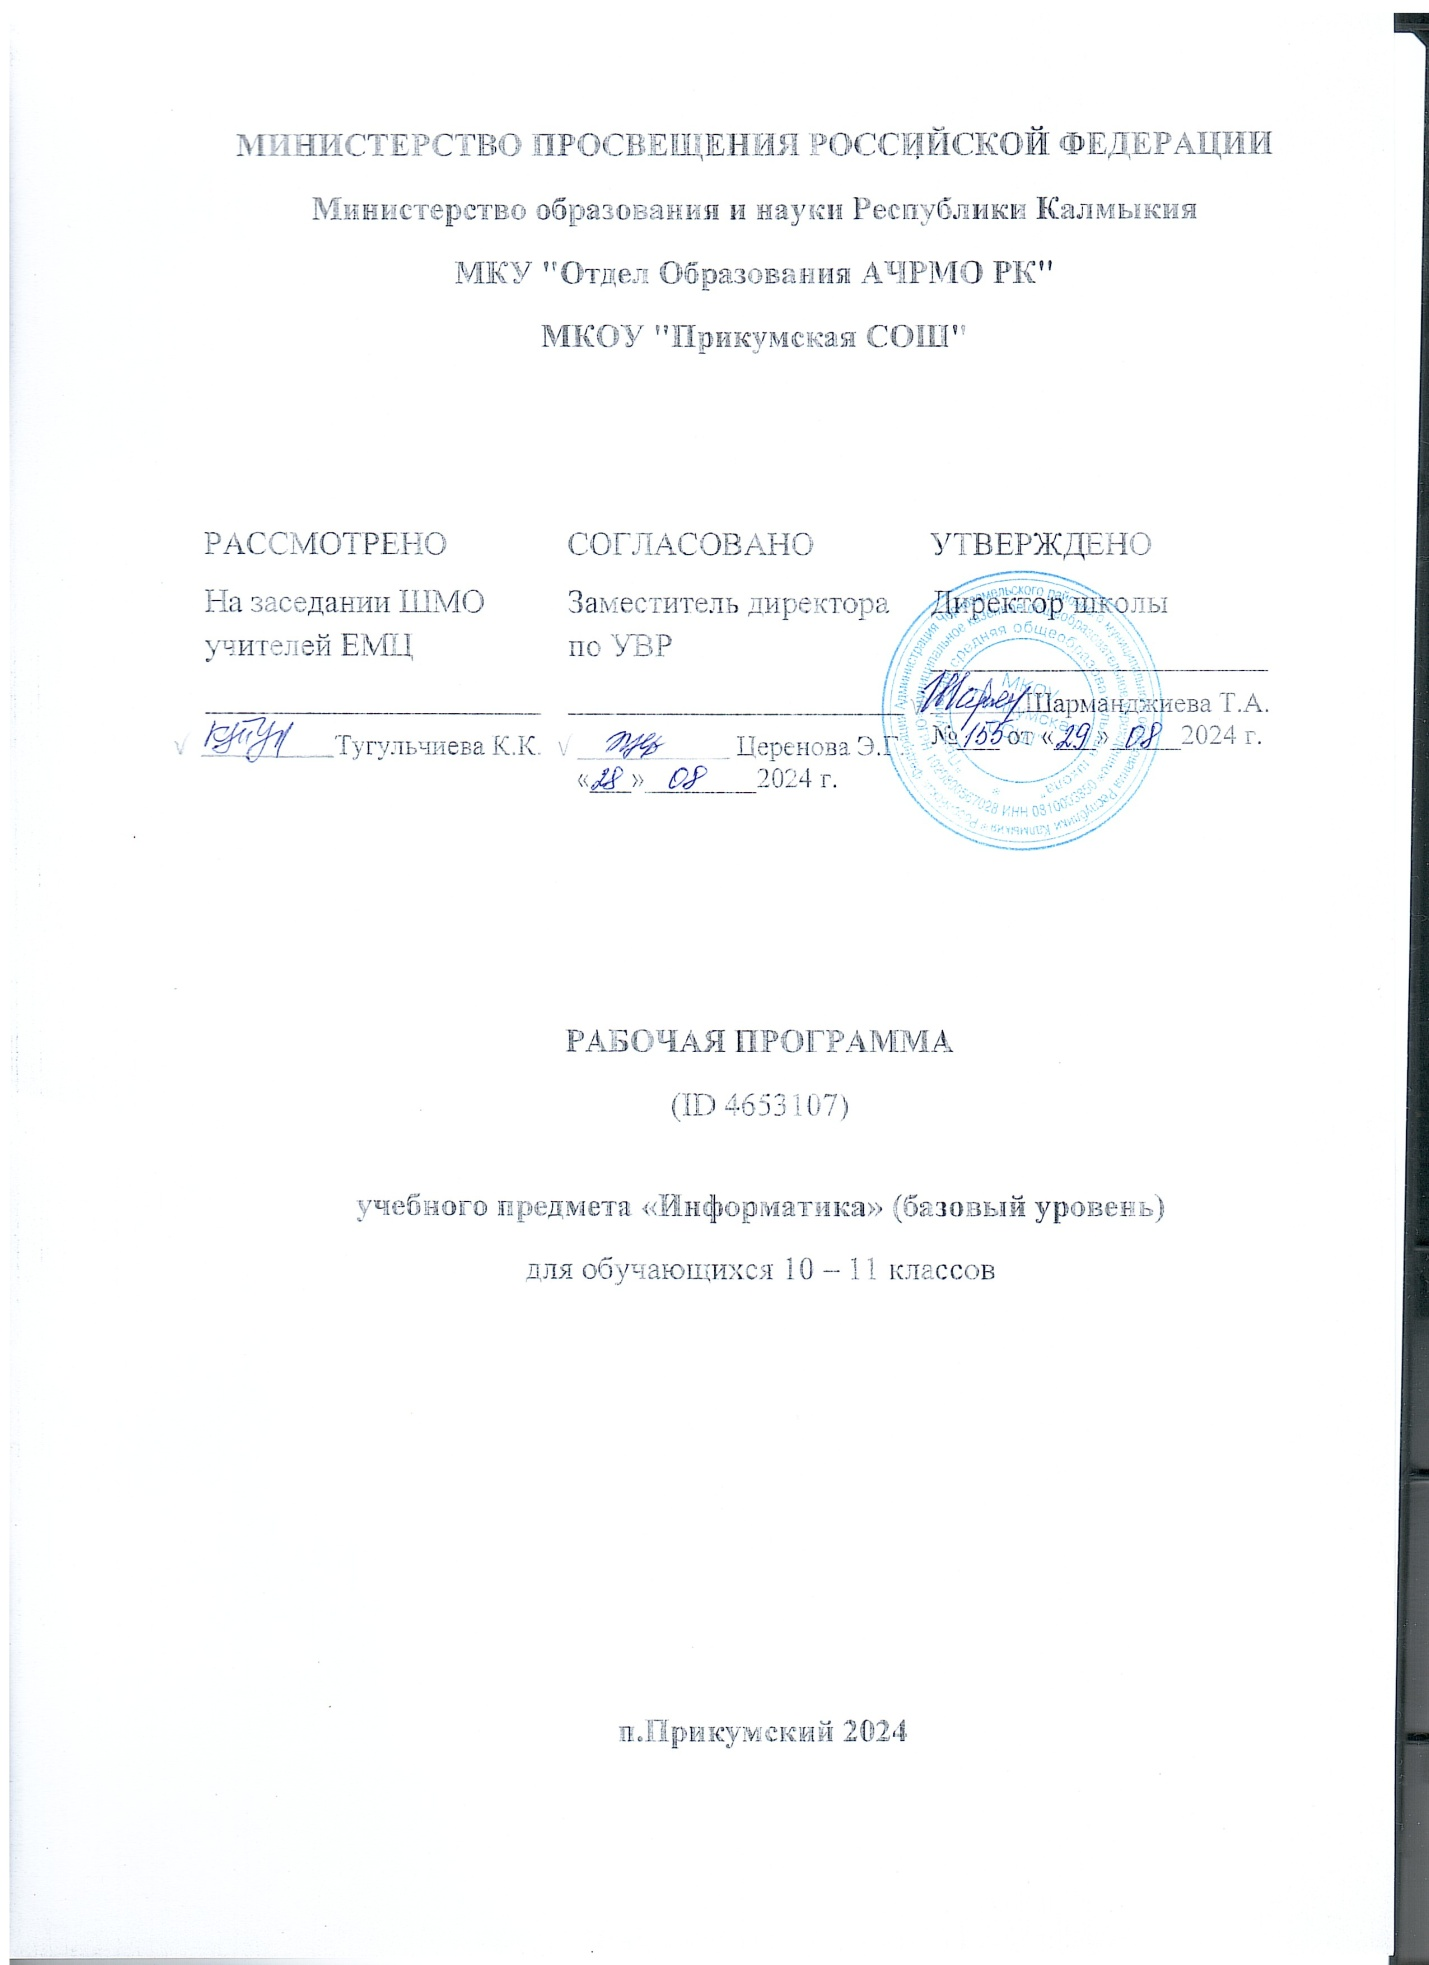 МИНИСТЕРСТВО ПРОСВЕЩЕНИЯ РОССИЙСКОЙ ФЕДЕРАЦИИ
Министерство образования и науки Республики Калмыкия
МКУ "Отдел Образования АЧРМО РК"
МКОУ "Прикумская СОШ"
РАССМОТРЕНО
На заседании ШМО
учителей ЕМЦ
Тугульчиева К.К.
СОГЛАСОВАНО
Заместитель директора
по УВР
Церенова Э.Г
«28» 08 2024 г.
УТВЕРЖДЕНО
Директор школы
Шарманджиева Т.А.
№ 155 от «29» 08 2024 г.
РАБОЧАЯ ПРОГРАММА
(ID 4653107)
учебного предмета «Информатика» (базовый уровень)
для обучающихся 10 – 11 классов
п.Прикумский 2024